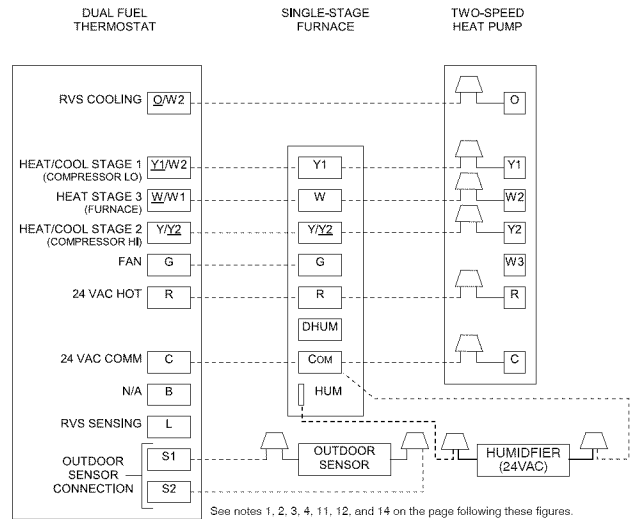 DUAL FUEL
THERMOSTAT
SINGLE-STAGE
FURNACE
TWO-SPEED
HEAT PUMP
RVS COOLING
O/W2
O
HEAT/COOL STAGE 1
(COMPRESSOR LO)
Y1/W2
Y1
Y1
HEAT STAGE 3
(FURNACE)
W/W1
W
W2
HEAT/COOL STAGE 2
(COMPRESSOR HI)
Y/Y2
Y/Y2
Y2
FAN
G
G
W3
24 VAC HOT
R
R
R
DHUM
24 VAC COMM
C
COM
C
N/A
B
HUM
RVS SENSING
L
OUTDOOR
SENSOR
CONNECTION
S1
S2
OUTDOOR
SENSOR
HUMIDFIER
(24VAC)
See notes 1, 2, 3, 4, 11, 12, and 14 on the page following these figures.